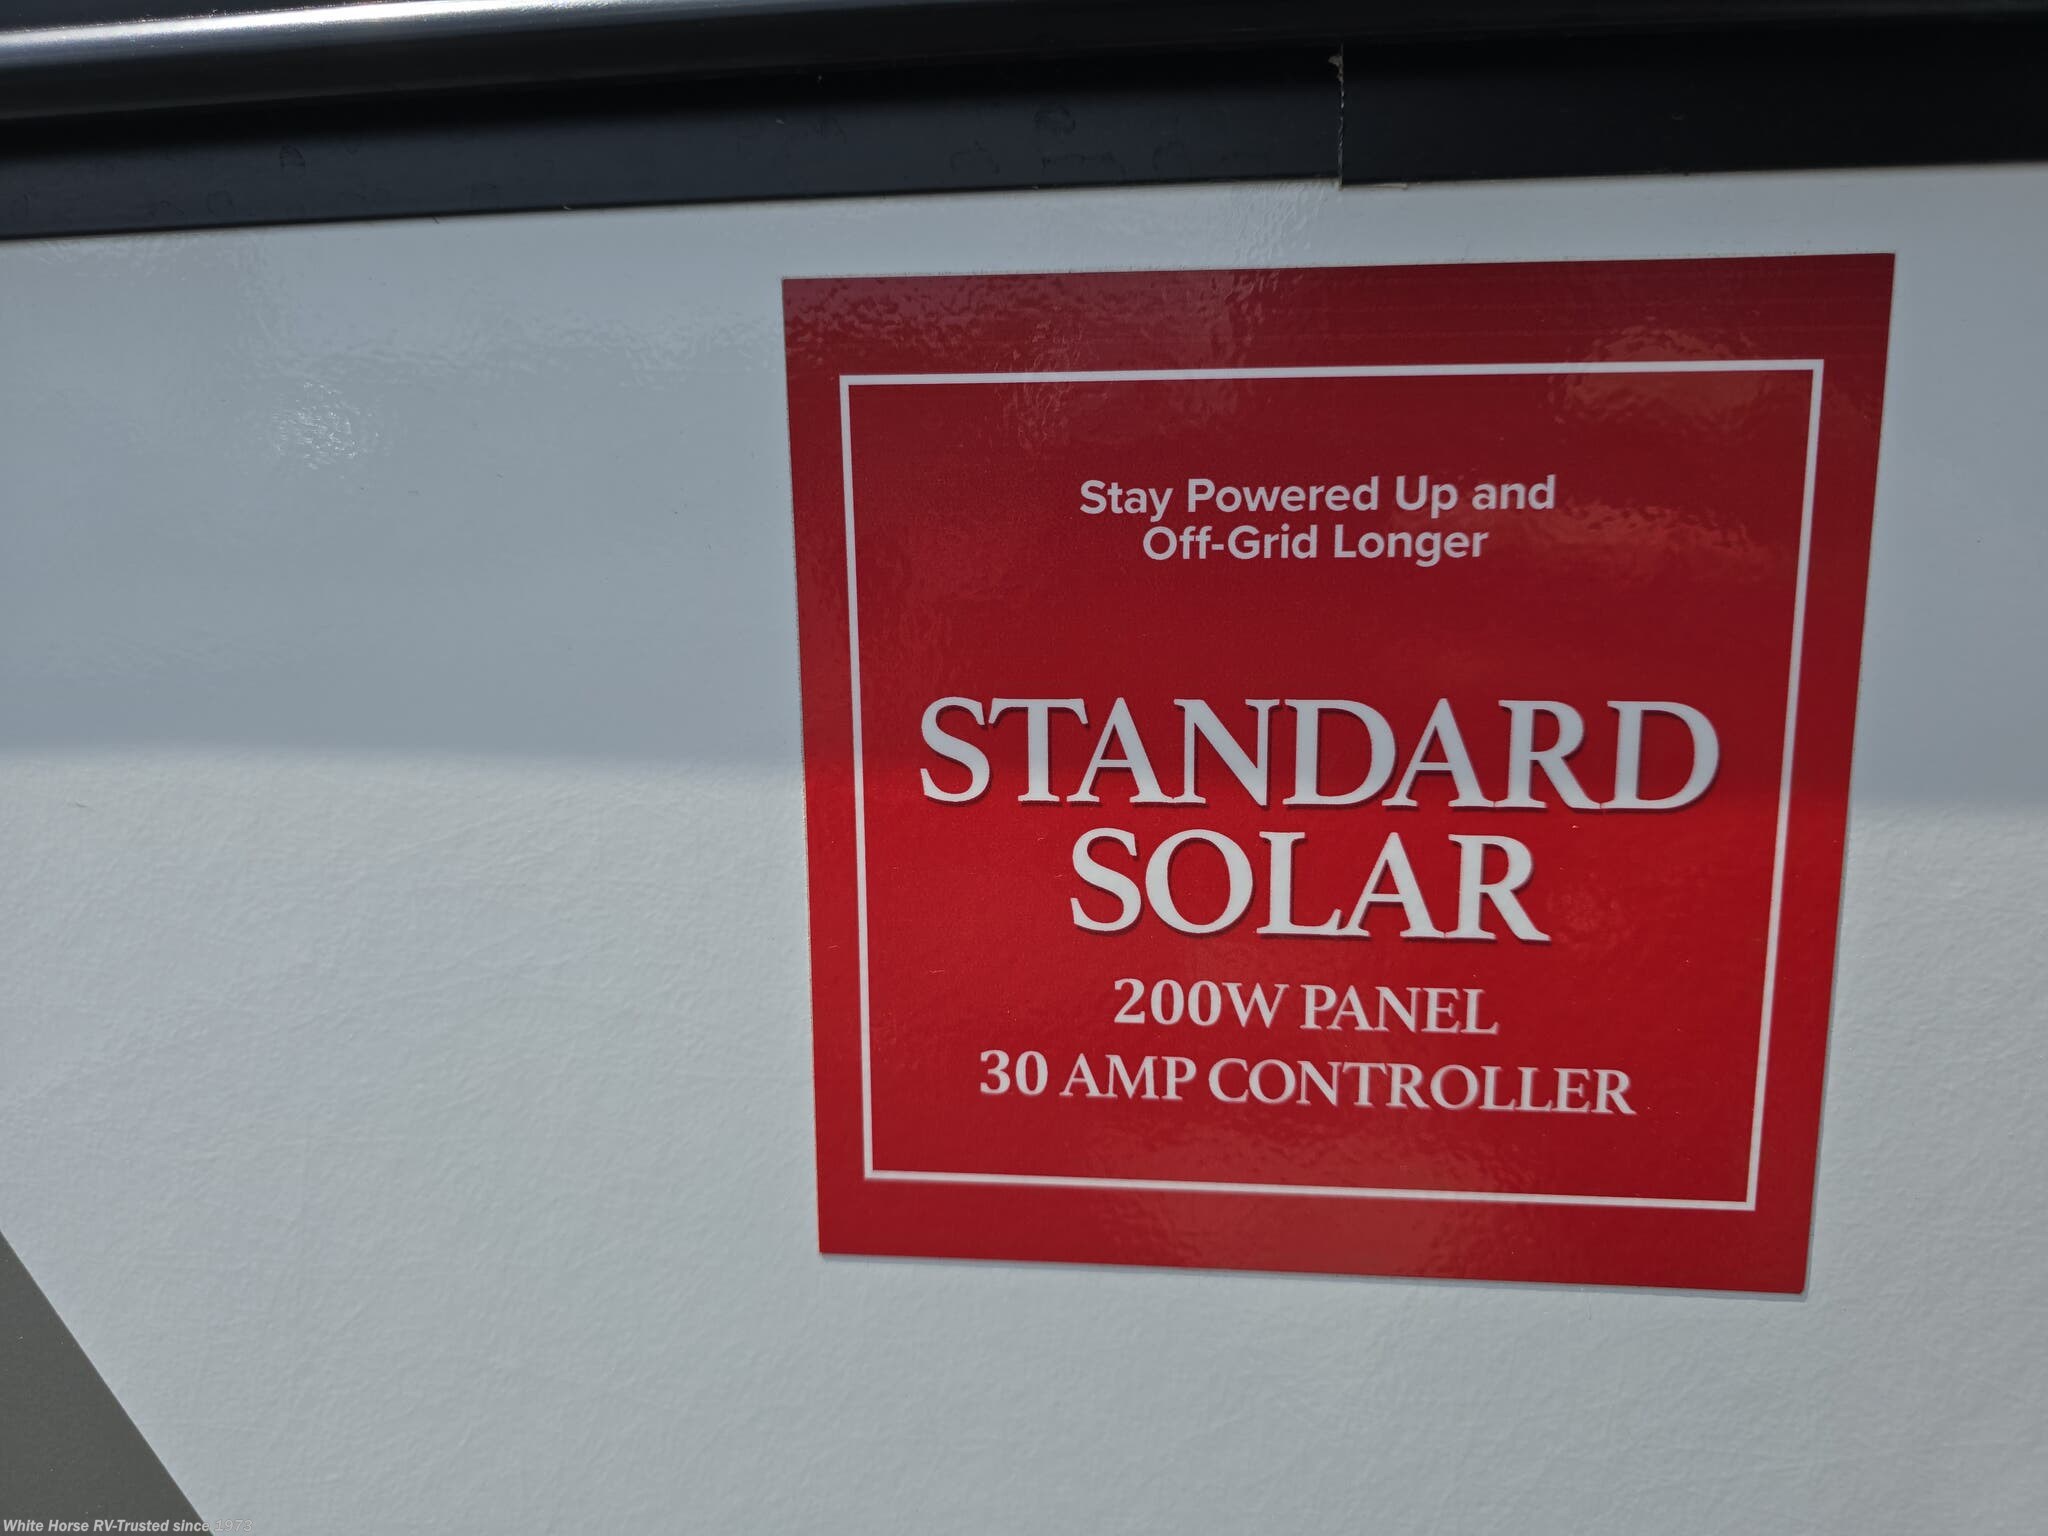 Stay Powered Up and
Off-Grid Longer
STANDARD
SOLAR
200W PANEL
30 AMP CONTROLLER
White Horse RV-Trusted since 1973